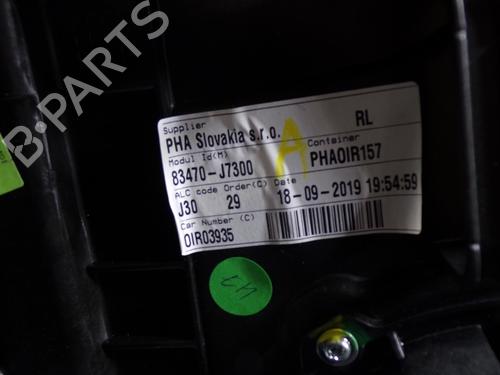 B-PARTS
Supplier
PHA Slovakia s.r.o.
RL
Modul Id(M)
Container
83470-J7300
A
PHAOIR157
ALC code Order(C) Date
J30 29 18-09-2019 19:54:59
Car Number (C)
OIR03935